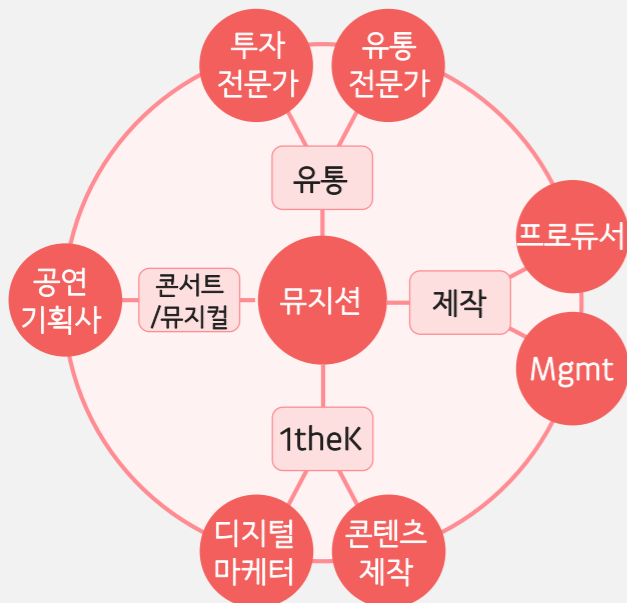 투자
전문가
유통
전문가
유통
프로듀서
공연
기획사
콘서트
/뮤지컬
뮤지션
제작
Mgmt
1theK
디지털
마케터
콘텐츠
제작